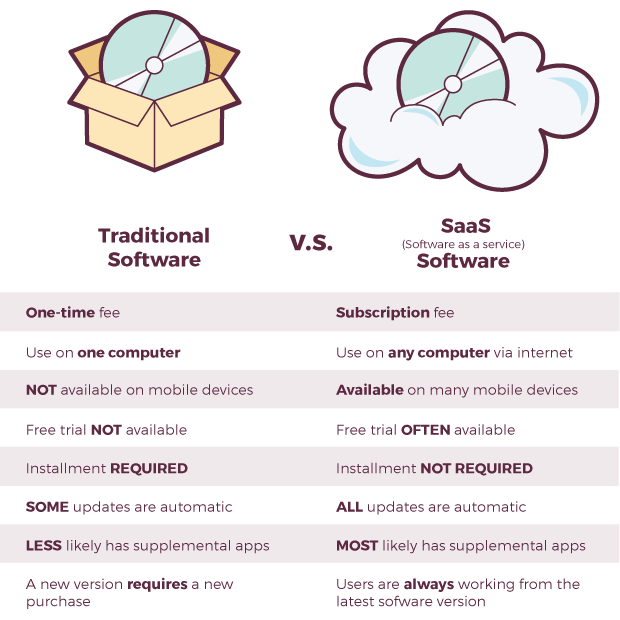 Traditional
Software
V.S.
SaaS
(Software as a service)
Software
One-time fee
Subscription fee
Use on one computer
Use on any computer via internet
NOT available on mobile devices
Available on many mobile devices
Free trial NOT available
Free trial OFTEN available
Installment REQUIRED
Installment NOT REQUIRED
SOME updates are automatic
ALL updates are automatic
LESS likely has supplemental apps
MOST likely has supplemental apps
A new version requires a new
purchase
Users are always working from the
latest sofware version